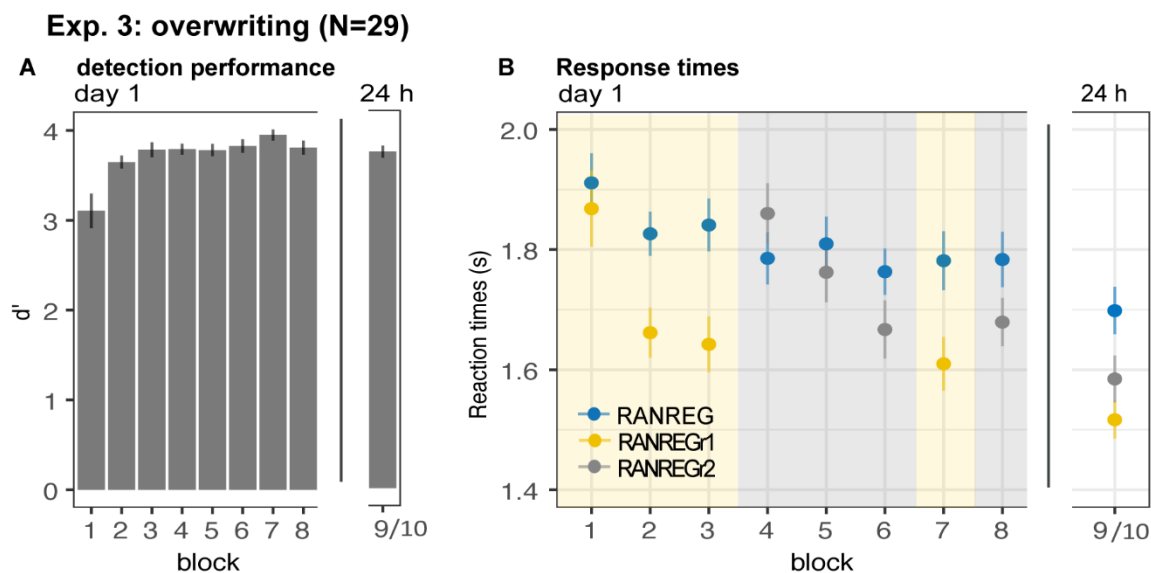 Exp. 3: overwriting (N=29)
A detection performance
day 1 24 h
4
3
2
1
0
d'
1 2 3 4 5 6 7 8 9/10
block
B Response times
day 1 24 h
2.0
1.8
1.6
1.4
Reaction times (s)
RANREG
RANREGr1
RANREGr2
1 2 3 4 5 6 7 8 9/10
block